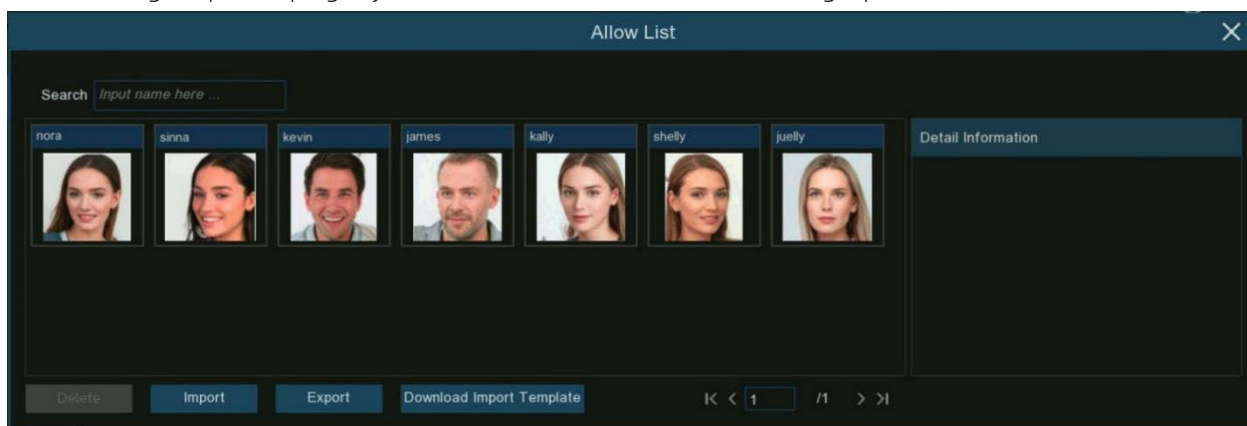 Allow List
Search Input name here ...
nora sinna kevin james kally shelly juelly
Detail Information
Delete Import Export Download Import Template 1 /1